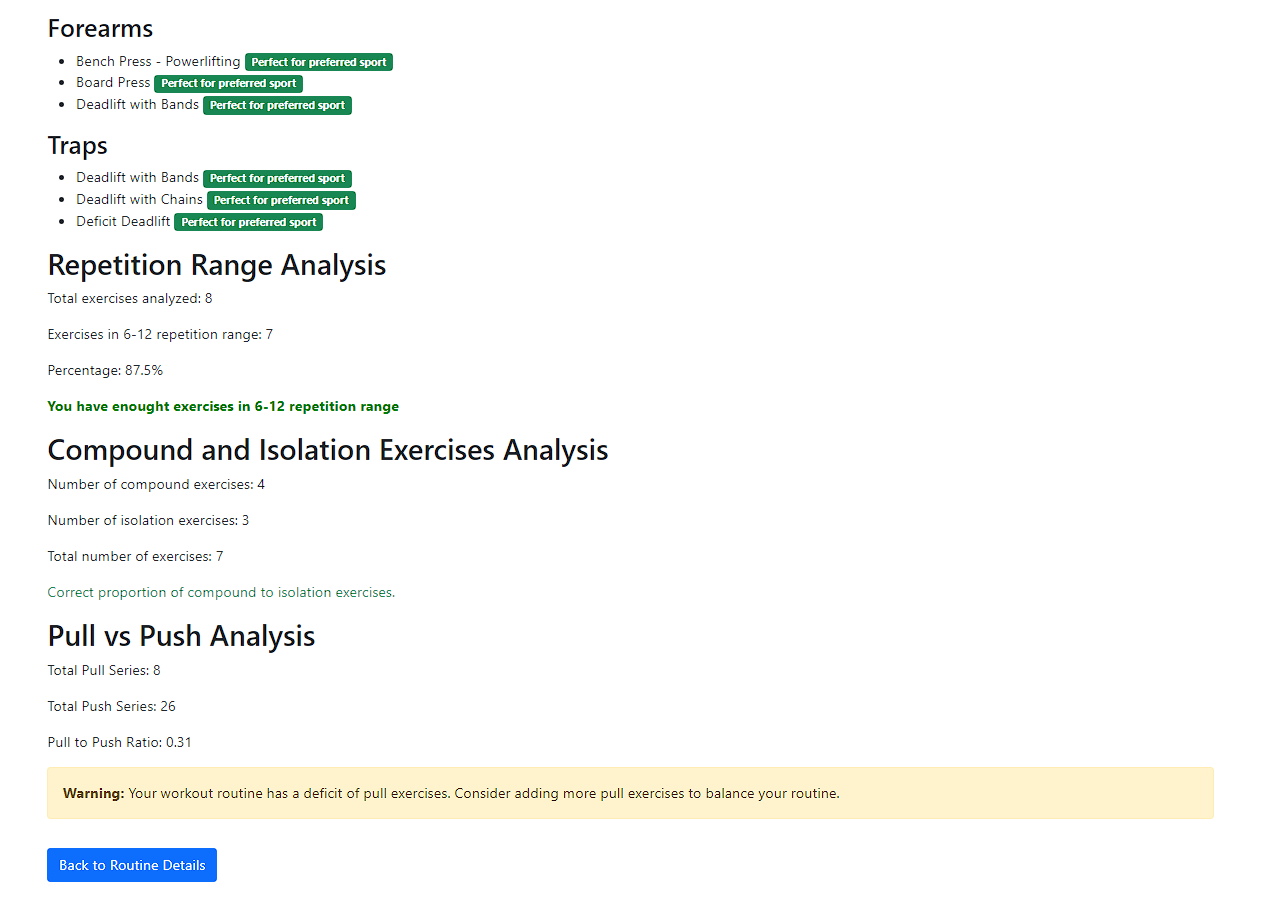 Forearms
Bench Press - Powerlifting Perfect for preferred sport
Board Press Perfect for preferred sport
Deadlift with Bands Perfect for preferred sport
Traps
Deadlift with Bands Perfect for preferred sport
Deadlift with Chains Perfect for preferred sport
Deficit Deadlift Perfect for preferred sport
Repetition Range Analysis
Total exercises analyzed: 8
Exercises in 6-12 repetition range: 7
Percentage: 87.5%
You have enought exercises in 6-12 repetition range
Compound and Isolation Exercises Analysis
Number of compound exercises: 4
Number of isolation exercises: 3
Total number of exercises: 7
Correct proportion of compound to isolation exercises.
Pull vs Push Analysis
Total Pull Series: 8
Total Push Series: 26
Pull to Push Ratio: 0.31
Warning: Your workout routine has a deficit of pull exercises. Consider adding more pull exercises to balance your routine.
Back to Routine Details